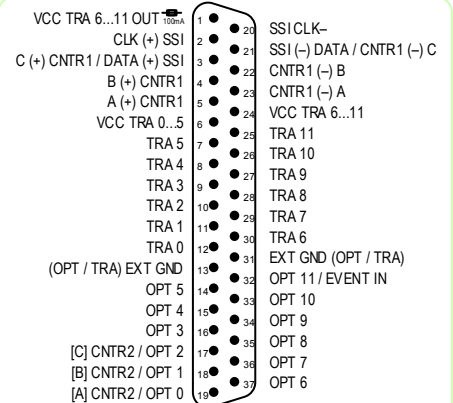 VCC TRA 6...11 OUT 100mA 1
CLK (+) SSI 2
C (+) CNTR1 / DATA (+) SSI 3
B (+) CNTR1 4
A (+) CNTR1 5
VCC TRA 0...5 6
TRA 5 7
TRA 4 8
TRA 3 9
TRA 2 10
TRA 1 11
TRA 0 12
(OPT / TRA) EXT GND 13
OPT 5 14
OPT 4 15
OPT 3 16
[C] CNTR2 / OPT 2 17
[B] CNTR2 / OPT 1 18
[A] CNTR2 / OPT 0 19
20 SSI CLK–
21 SSI (–) DATA / CNTR1 (–) C
22 CNTR1 (–) B
23 CNTR1 (–) A
24 VCC TRA 6...11
25 TRA 11
26 TRA 10
27 TRA 9
28 TRA 8
29 TRA 7
30 TRA 6
31 EXT GND (OPT / TRA)
32 OPT 11 / EVENT IN
33 OPT 10
34 OPT 9
35 OPT 8
36 OPT 7
37 OPT 6